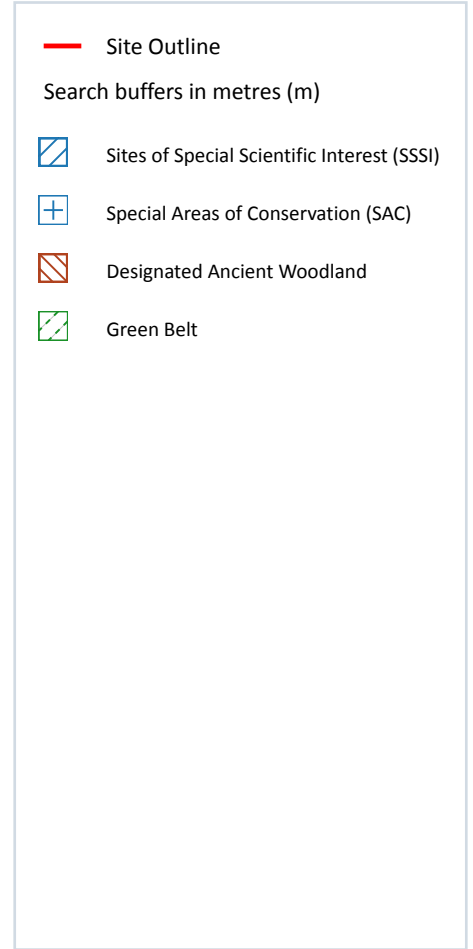 Site Outline
Search buffers in metres (m)
Sites of Special Scientific Interest (SSSI)
Special Areas of Conservation (SAC)
Designated Ancient Woodland
Green Belt